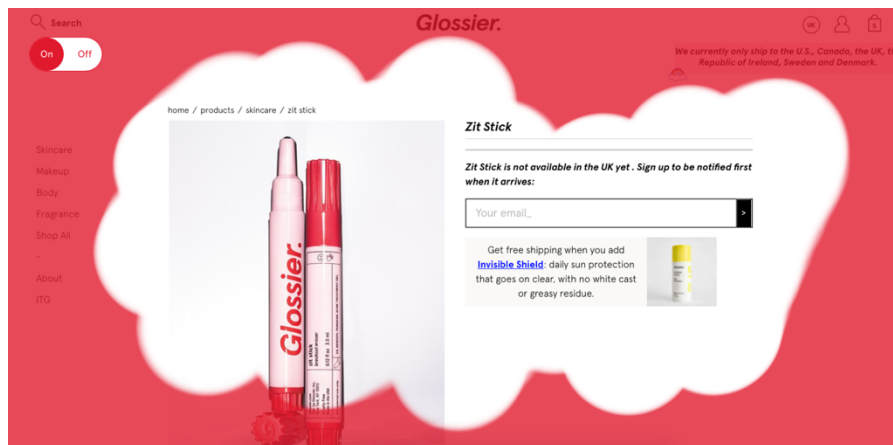 Search
Glossier.
UK
We currently only ship to the U.S., Canada, the UK, th
Republic of Ireland, Sweden and Denmark.
On Off
home / products / skincare / zit stick
Zit Stick
Skincare
Makeup
Body
Fragrance
Shop All
-
About
ITG
Zit Stick is not available in the UK yet . Sign up to be notified first
when it arrives:
Your email_
>
Get free shipping when you add
Invisible Shield: daily sun protection
that goes on clear, with no white cast
or greasy residue.
Glossier.
zit stick
breakout eraser